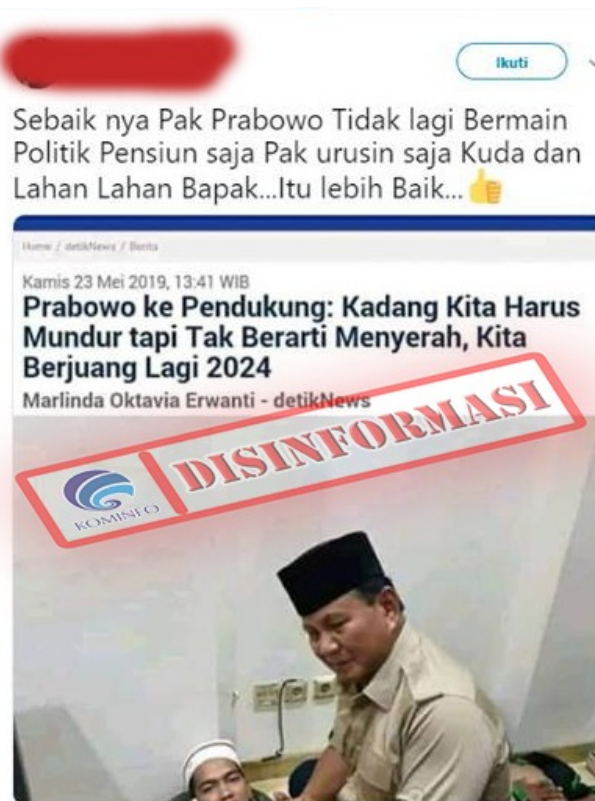 Ikuti
Sebaik nya Pak Prabowo Tidak lagi Bermain
Politik Pensiun saja Pak urusin saja Kuda dan
Lahan Lahan Bapak...Itu lebih Baik...👍
Home / detikNews / Berita
Kamis 23 Mei 2019, 13:41 WIB
Prabowo ke Pendukung: Kadang Kita Harus
Mundur tapi Tak Berarti Menyerah, Kita
Berjuang Lagi 2024
Marlinda Oktavia Erwanti - detikNews
KOMINFO
DISINFORMASI